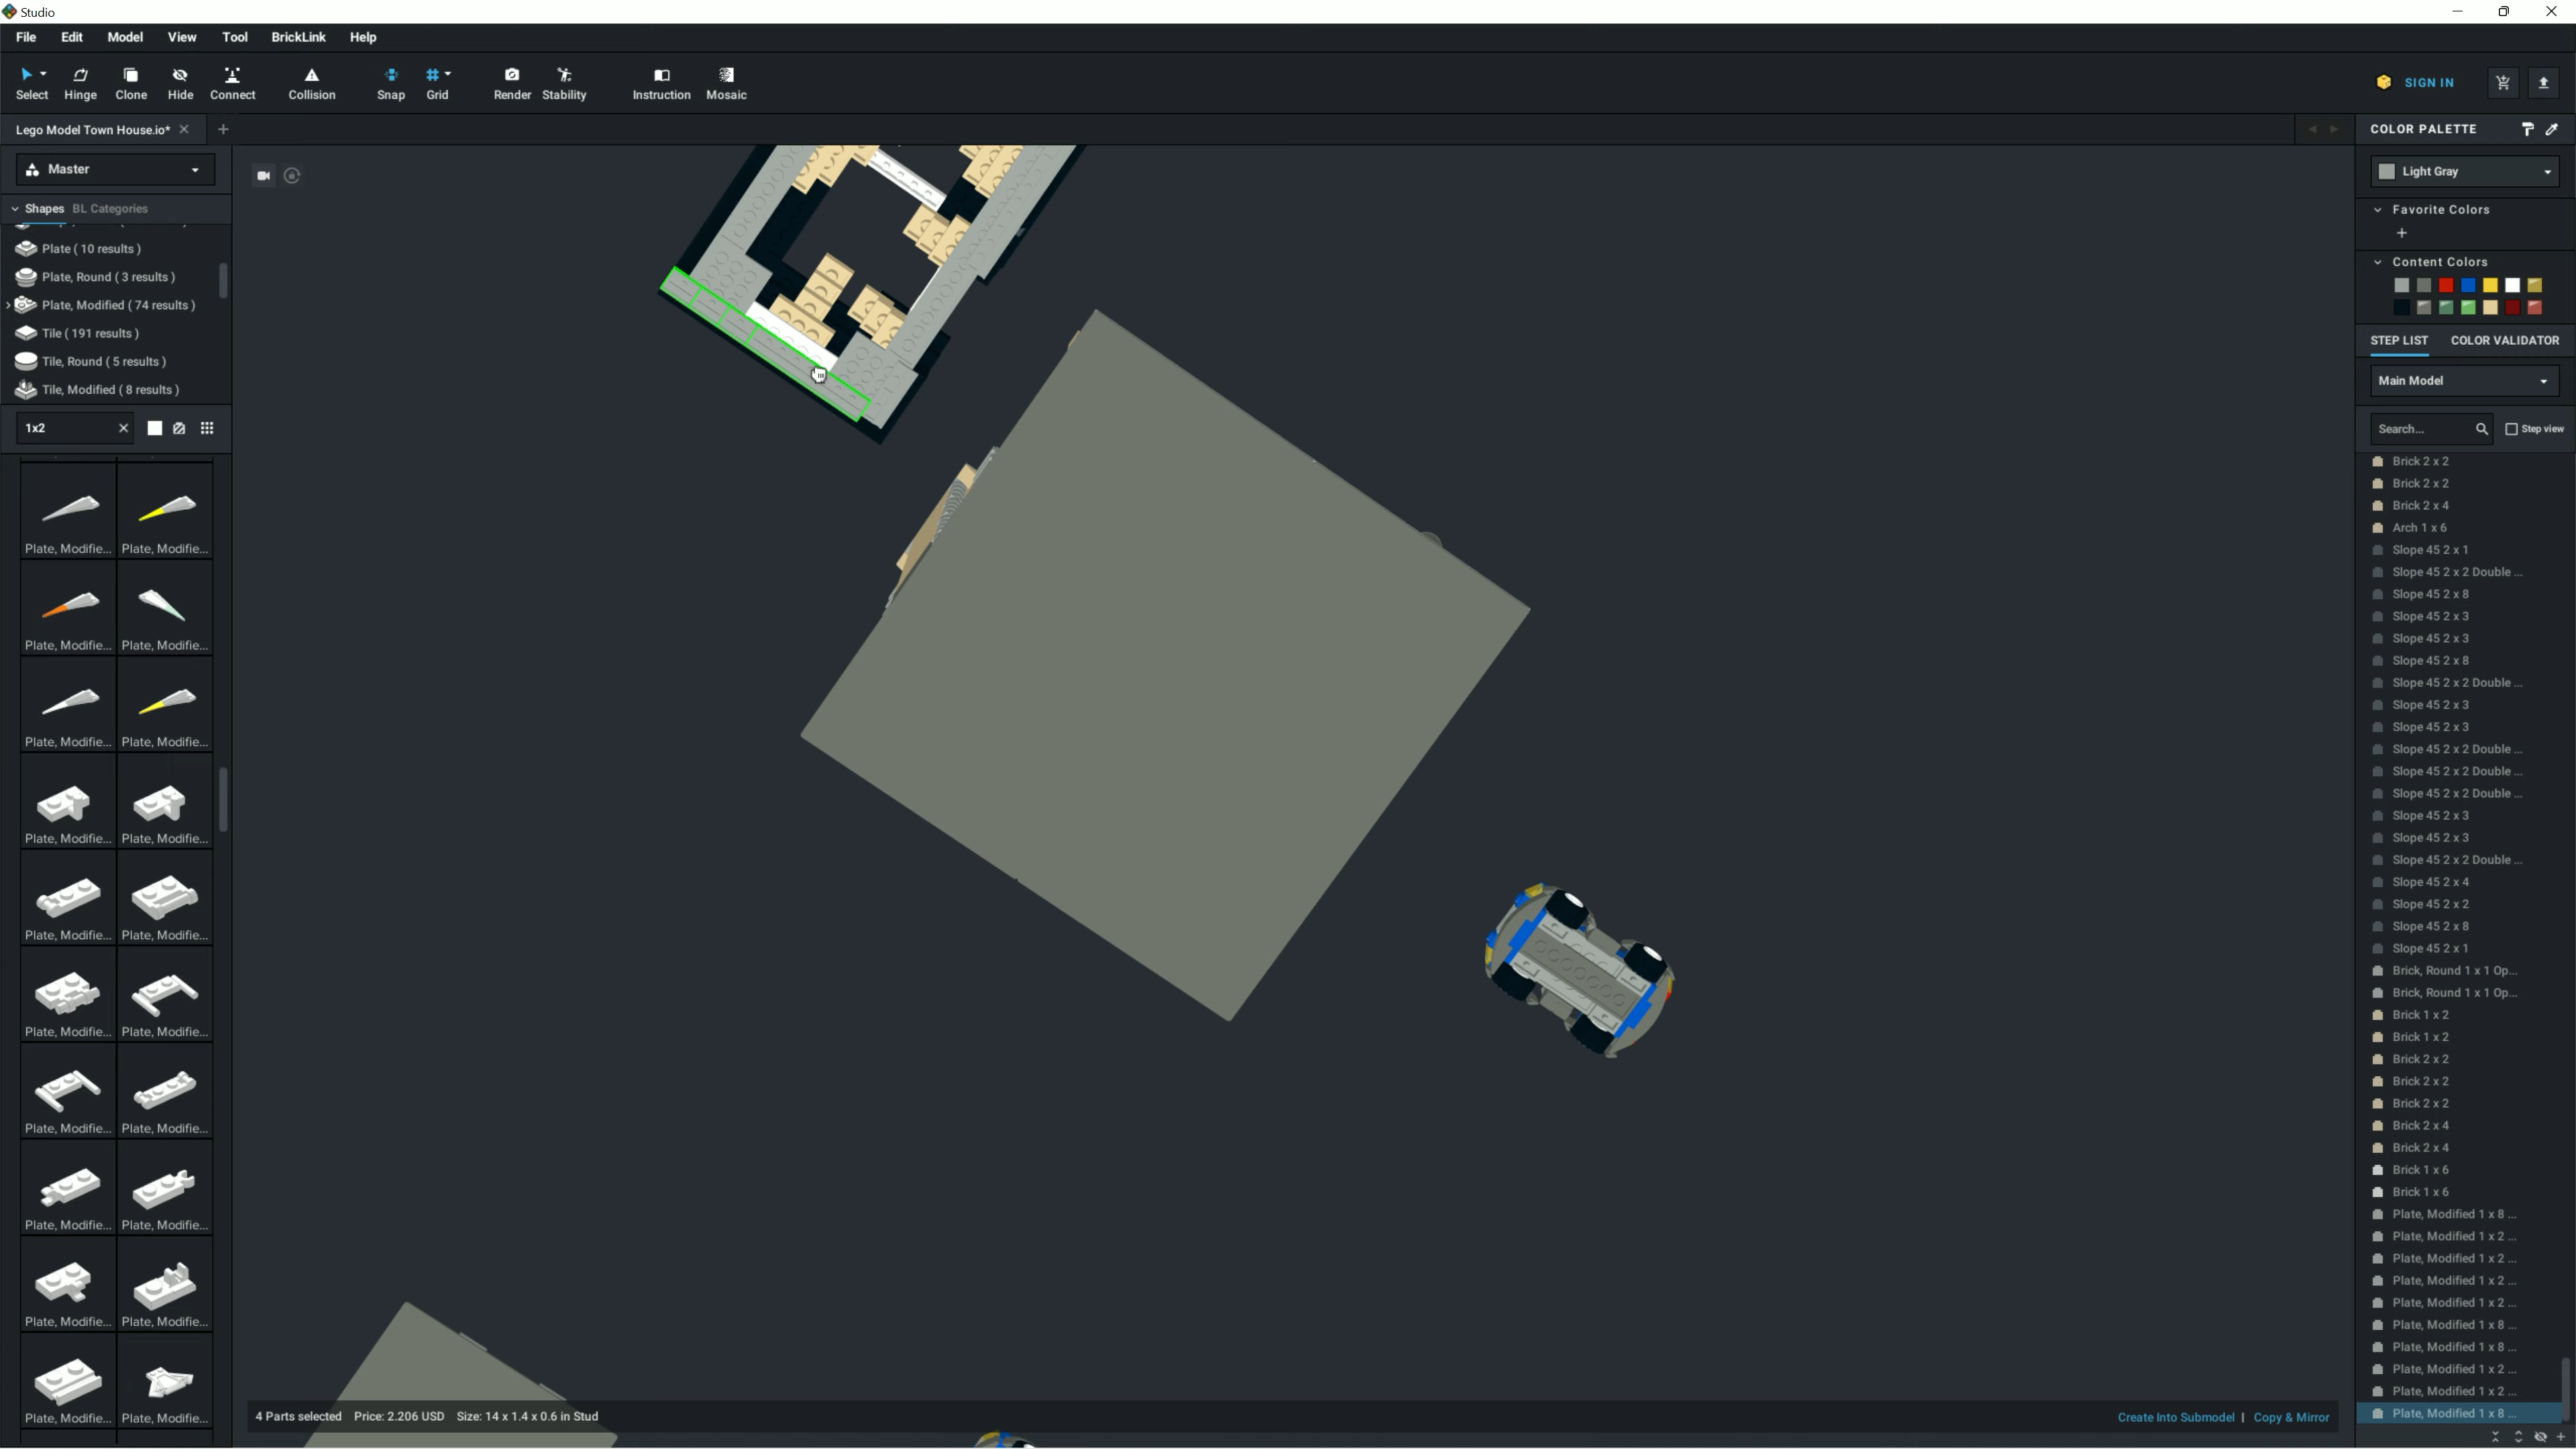 Studio
File Edit Model View Tool BrickLink Help
Select Hinge Clone Hide Connect Collision Snap Grid Render Stability Instruction Mosaic SIGN IN
Lego Model Town House.io*
COLOR PALETTE
Master
Light Gray
Shapes BL Categories
Favorite Colors
Plate ( 10 results )
Plate, Round ( 3 results )
Content Colors
Plate, Modified ( 74 results )
Tile ( 191 results )
STEP LIST COLOR VALIDATOR
Tile, Round ( 5 results )
Main Model
Tile, Modified ( 8 results )
1x2
Search... Step view
Plate, Modifie... Plate, Modifie...
Plate, Modifie... Plate, Modifie...
Plate, Modifie... Plate, Modifie...
Plate, Modifie... Plate, Modifie...
Plate, Modifie... Plate, Modifie...
Plate, Modifie... Plate, Modifie...
Plate, Modifie... Plate, Modifie...
Plate, Modifie... Plate, Modifie...
Plate, Modifie... Plate, Modifie...
Plate, Modifie... Plate, Modifie...
Brick 2 x 2
Brick 2 x 2
Brick 2 x 4
Arch 1 x 6
Slope 45 2 x 1
Slope 45 2 x 2 Double ...
Slope 45 2 x 8
Slope 45 2 x 3
Slope 45 2 x 3
Slope 45 2 x 8
Slope 45 2 x 2 Double ...
Slope 45 2 x 3
Slope 45 2 x 3
Slope 45 2 x 2 Double ...
Slope 45 2 x 2 Double ...
Slope 45 2 x 2 Double ...
Slope 45 2 x 3
Slope 45 2 x 3
Slope 45 2 x 2 Double ...
Slope 45 2 x 4
Slope 45 2 x 2
Slope 45 2 x 8
Slope 45 2 x 1
Brick, Round 1 x 1 Op...
Brick, Round 1 x 1 Op...
Brick 1 x 2
Brick 1 x 2
Brick 2 x 2
Brick 2 x 2
Brick 2 x 2
Brick 2 x 4
Brick 2 x 4
Brick 1 x 6
Brick 1 x 6
Plate, Modified 1 x 8 ...
Plate, Modified 1 x 2 ...
Plate, Modified 1 x 2 ...
Plate, Modified 1 x 2 ...
Plate, Modified 1 x 2 ...
Plate, Modified 1 x 8 ...
Plate, Modified 1 x 8 ...
Plate, Modified 1 x 2 ...
Plate, Modified 1 x 2 ...
Plate, Modified 1 x 8 ...
4 Parts selected Price: 2.206 USD Size: 14 x 1.4 x 0.6 in Stud
Create Into Submodel | Copy & Mirror